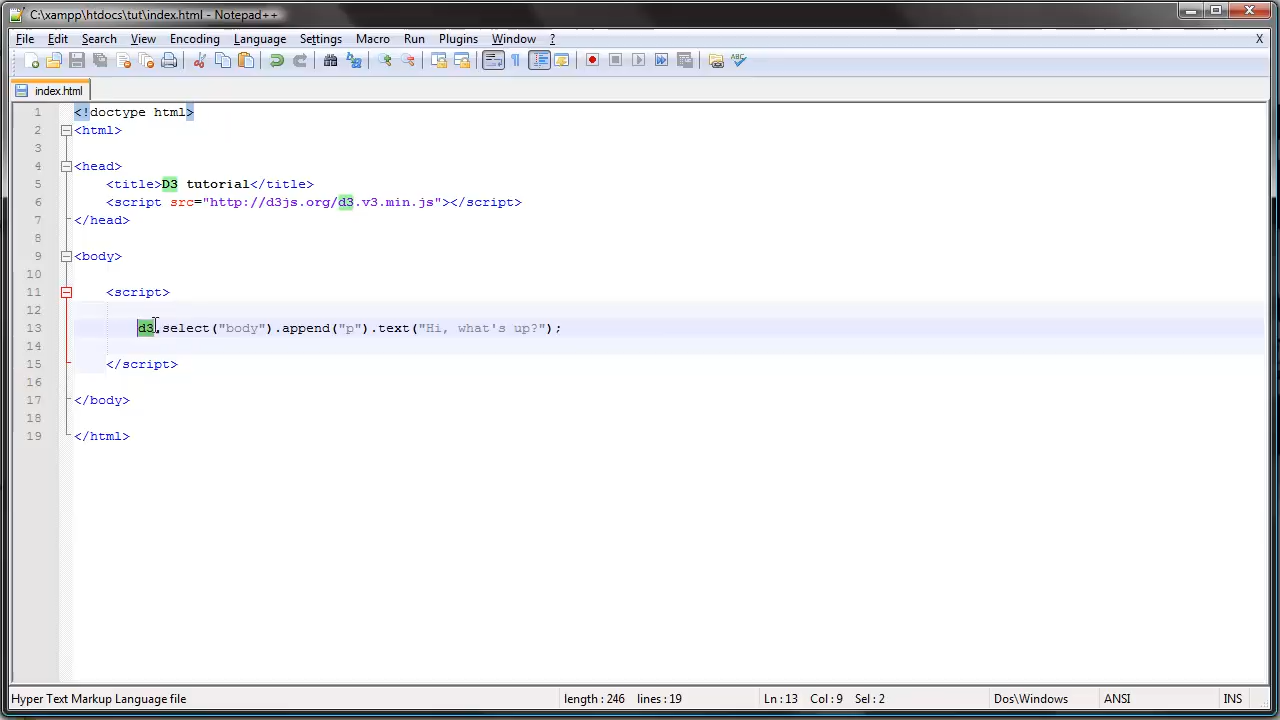 C:\xampp\htdocs\tut\index.html - Notepad++
File Edit Search View Encoding Language Settings Macro Run Plugins Window ? X
index.html
1 <!doctype html>
2 <html>
3
4 <head>
5 <title>D3 tutorial</title>
6 <script src="http://d3js.org/d3.v3.min.js"></script>
7 </head>
8
9 <body>
10
11 <script>
12
13 d3.select("body").append("p").text("Hi, what's up?");
14
15 </script>
16
17 </body>
18
19 </html>
Hyper Text Markup Language file length : 246 lines : 19 Ln : 13 Col : 9 Sel : 2 Dos\Windows ANSI INS